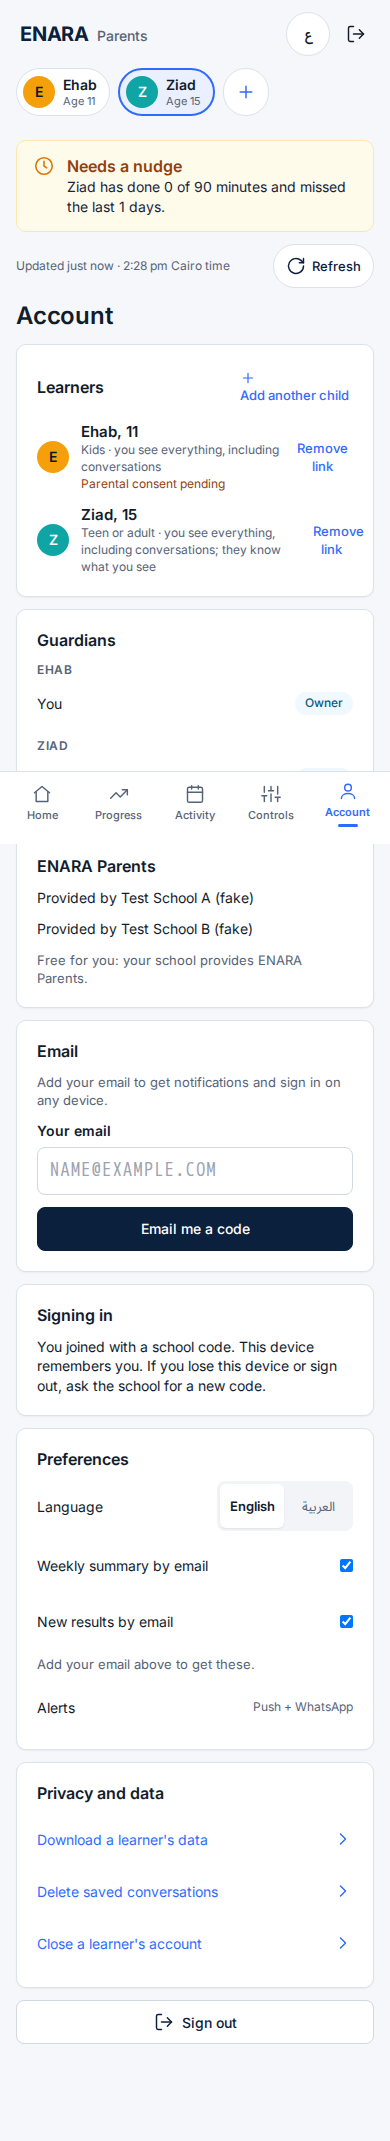 ENARA Parents
ع
E
Ehab
Age 11
Z
Ziad
Age 15
Needs a nudge
Ziad has done 0 of 90 minutes and missed
the last 1 days.
Updated just now · 2:28 pm Cairo time
Refresh
Account
Learners
Add another child
E
Ehab, 11
Kids · you see everything, including
conversations
Parental consent pending
Remove
link
Z
Ziad, 15
Teen or adult · you see everything,
including conversations; they know
what you see
Remove
link
Guardians
EHAB
You
Owner
ZIAD
Home
Progress
Activity
Controls
Account
ENARA Parents
Provided by Test School A (fake)
Provided by Test School B (fake)
Free for you: your school provides ENARA
Parents.
Email
Add your email to get notifications and sign in on
any device.
Your email
NAME@EXAMPLE.COM
Email me a code
Signing in
You joined with a school code. This device
remembers you. If you lose this device or sign
out, ask the school for a new code.
Preferences
Language
English
العربية
Weekly summary by email
New results by email
Add your email above to get these.
Alerts
Push + WhatsApp
Privacy and data
Download a learner's data
Delete saved conversations
Close a learner's account
Sign out